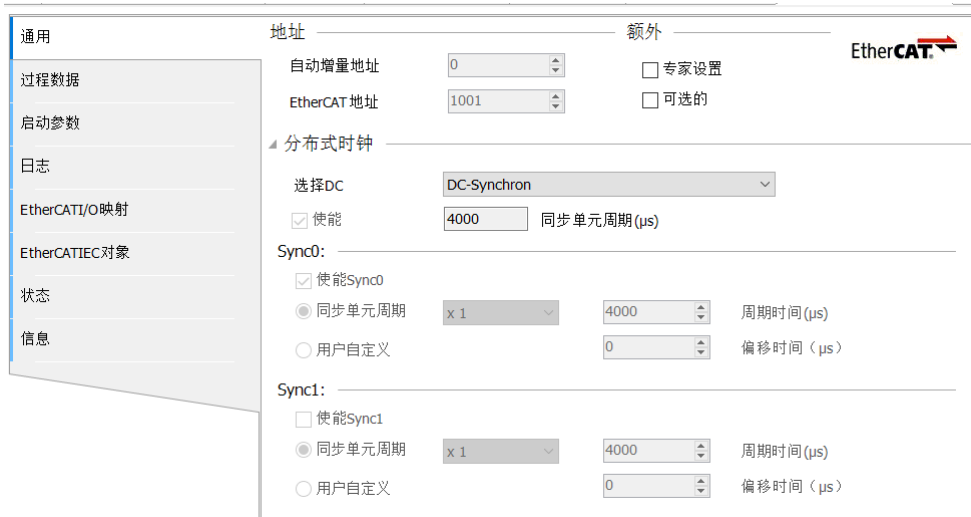 通用
过程数据
启动参数
日志
EtherCATI/O映射
EtherCATIEC对象
状态
信息
地址
额外
EtherCAT.
自动增量地址
0
专家设置
EtherCAT地址
1001
可选的
分布式时钟
选择DC
DC-Synchron
使能
4000
同步单元周期(µs)
Sync0:
使能Sync0
同步单元周期
x 1
4000
周期时间(µs)
用户自定义
0
偏移时间（µs）
Sync1:
使能Sync1
同步单元周期
x 1
4000
周期时间(µs)
用户自定义
0
偏移时间（µs）